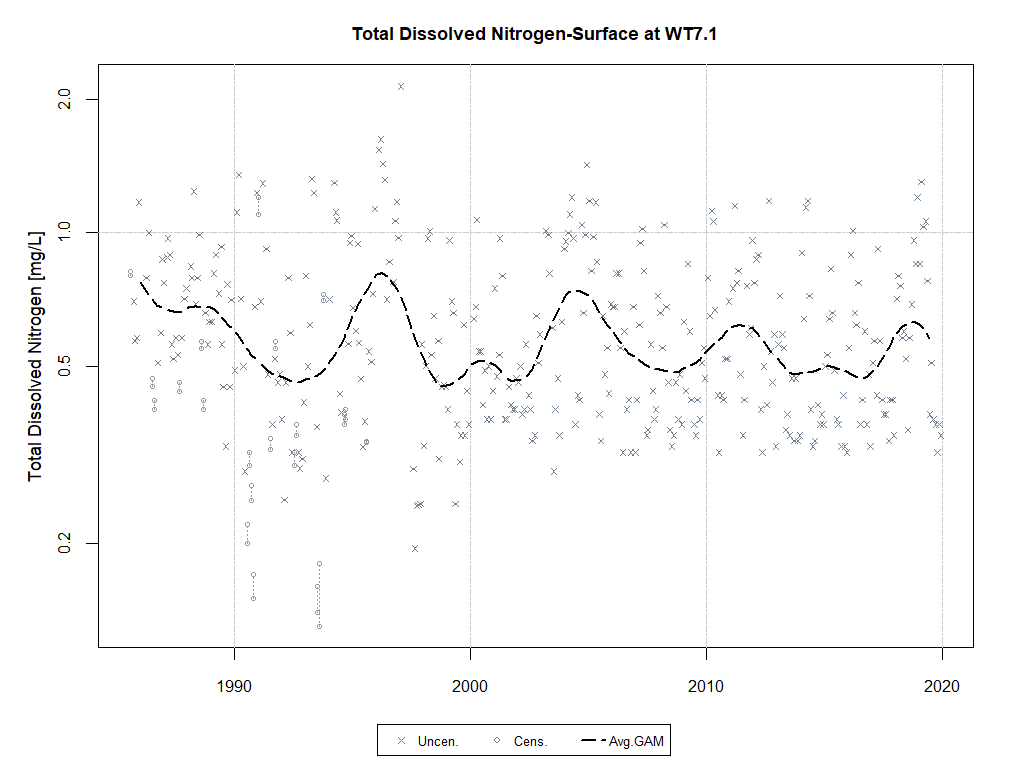 Total Dissolved Nitrogen-Surface at WT7.1
Total Dissolved Nitrogen [mg/L]
2.0
1.0
0.5
0.2
1990 2000 2010 2020
Uncen. Cens. Avg.GAM